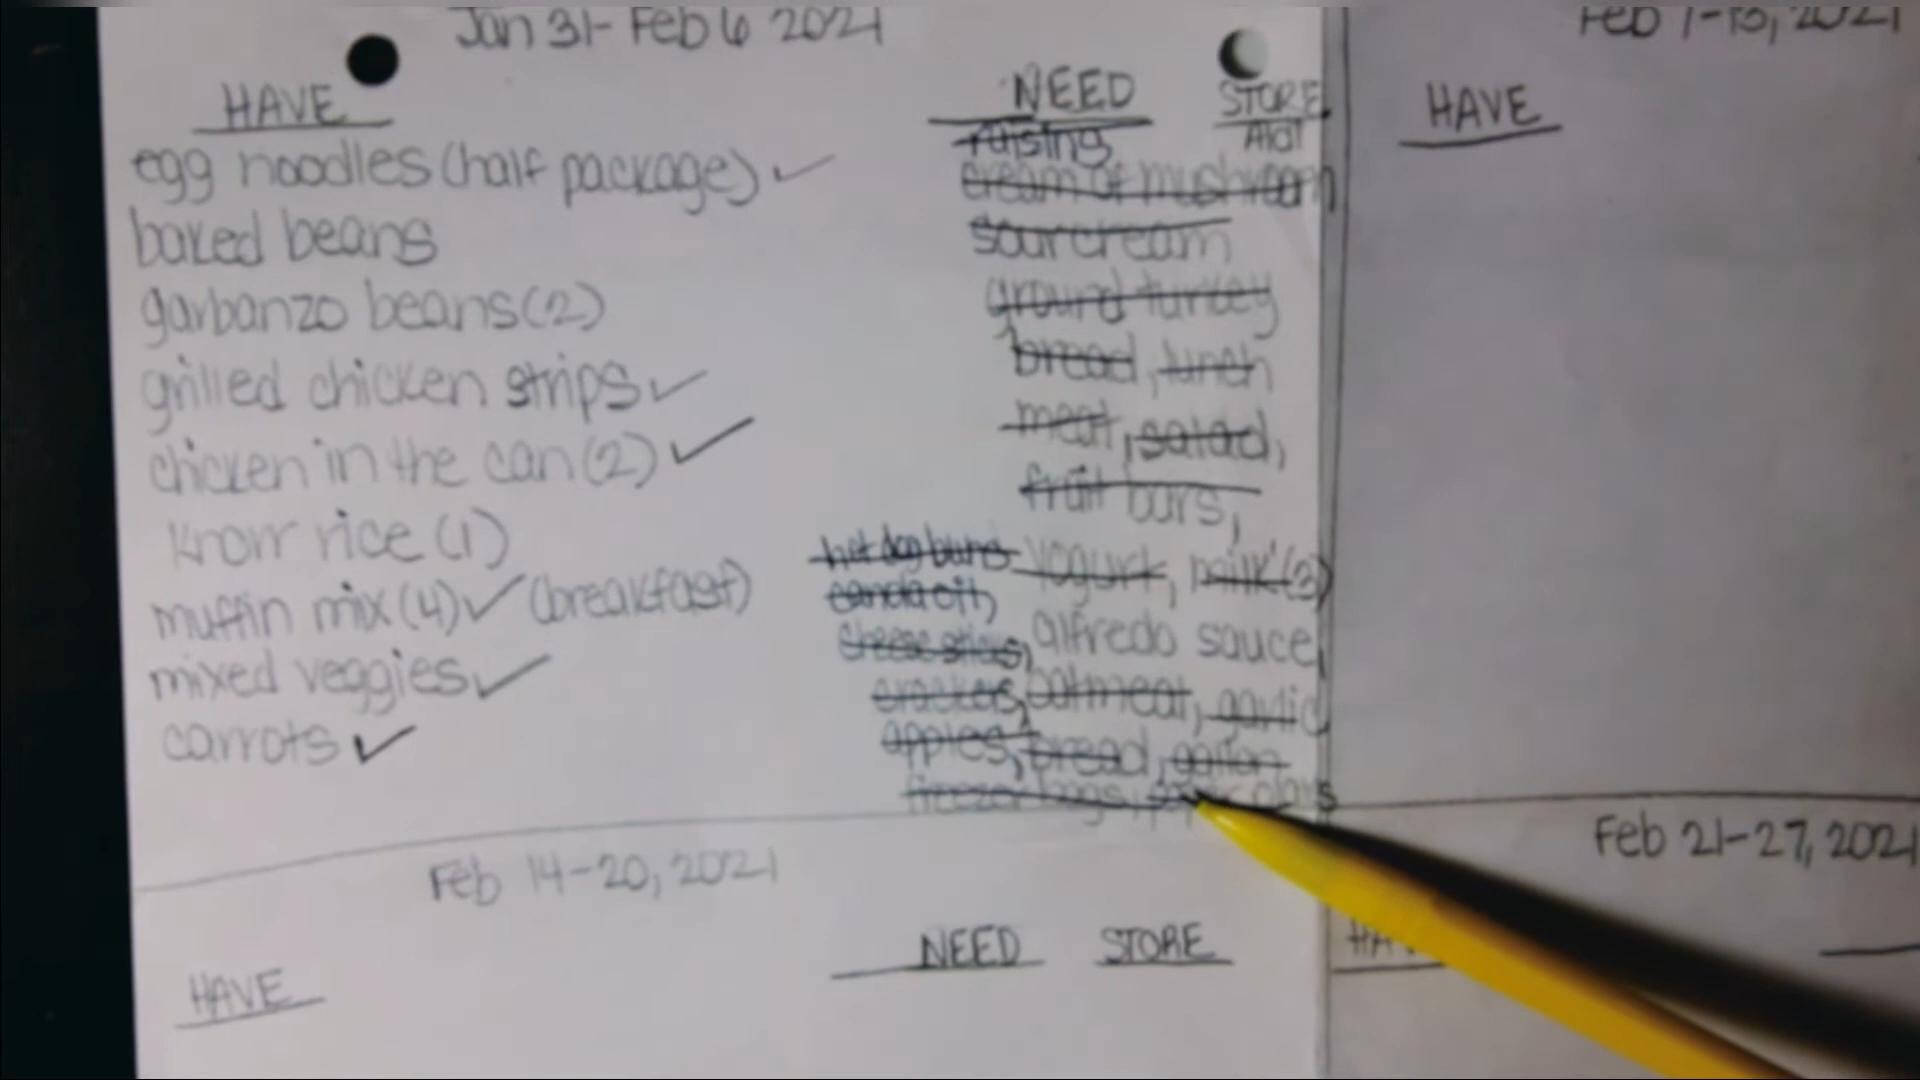 Jan 31- Feb 6 2021
HAVE
egg noodles (half package) ✓
baked beans
garbanzo beans (2)
grilled chicken strips ✓
chicken in the can (2) ✓
Knorr rice (1)
muffin mix (4) ✓ (breakfast)
mixed veggies ✓
carrots ✓
NEED STORE
Aldi
cream of mushroom
sour cream
ground turkey
bread, lunch
meat, salad,
fruit bars,
hot dog buns yogurt, milk (3)
canola oil,
cheese sticks, alfredo sauce,
crackers, oatmeal, garlic
apples, bread, gallon
freezer bags,
Feb 7-13, 2021
HAVE
Feb 14-20, 2021
HAVE
NEED STORE
Feb 21-27, 2021